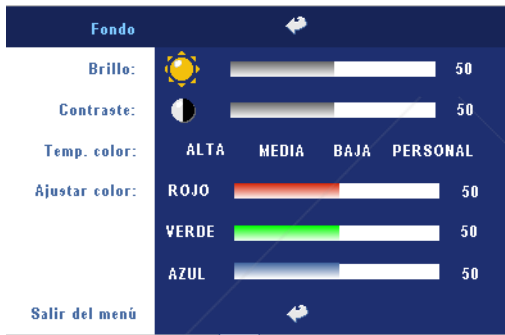 Fondo
Brillo: 50
Contraste: 50
Temp. color: ALTA MEDIA BAJA PERSONAL
Ajustar color: ROJO 50
VERDE 50
AZUL 50
Salir del menú